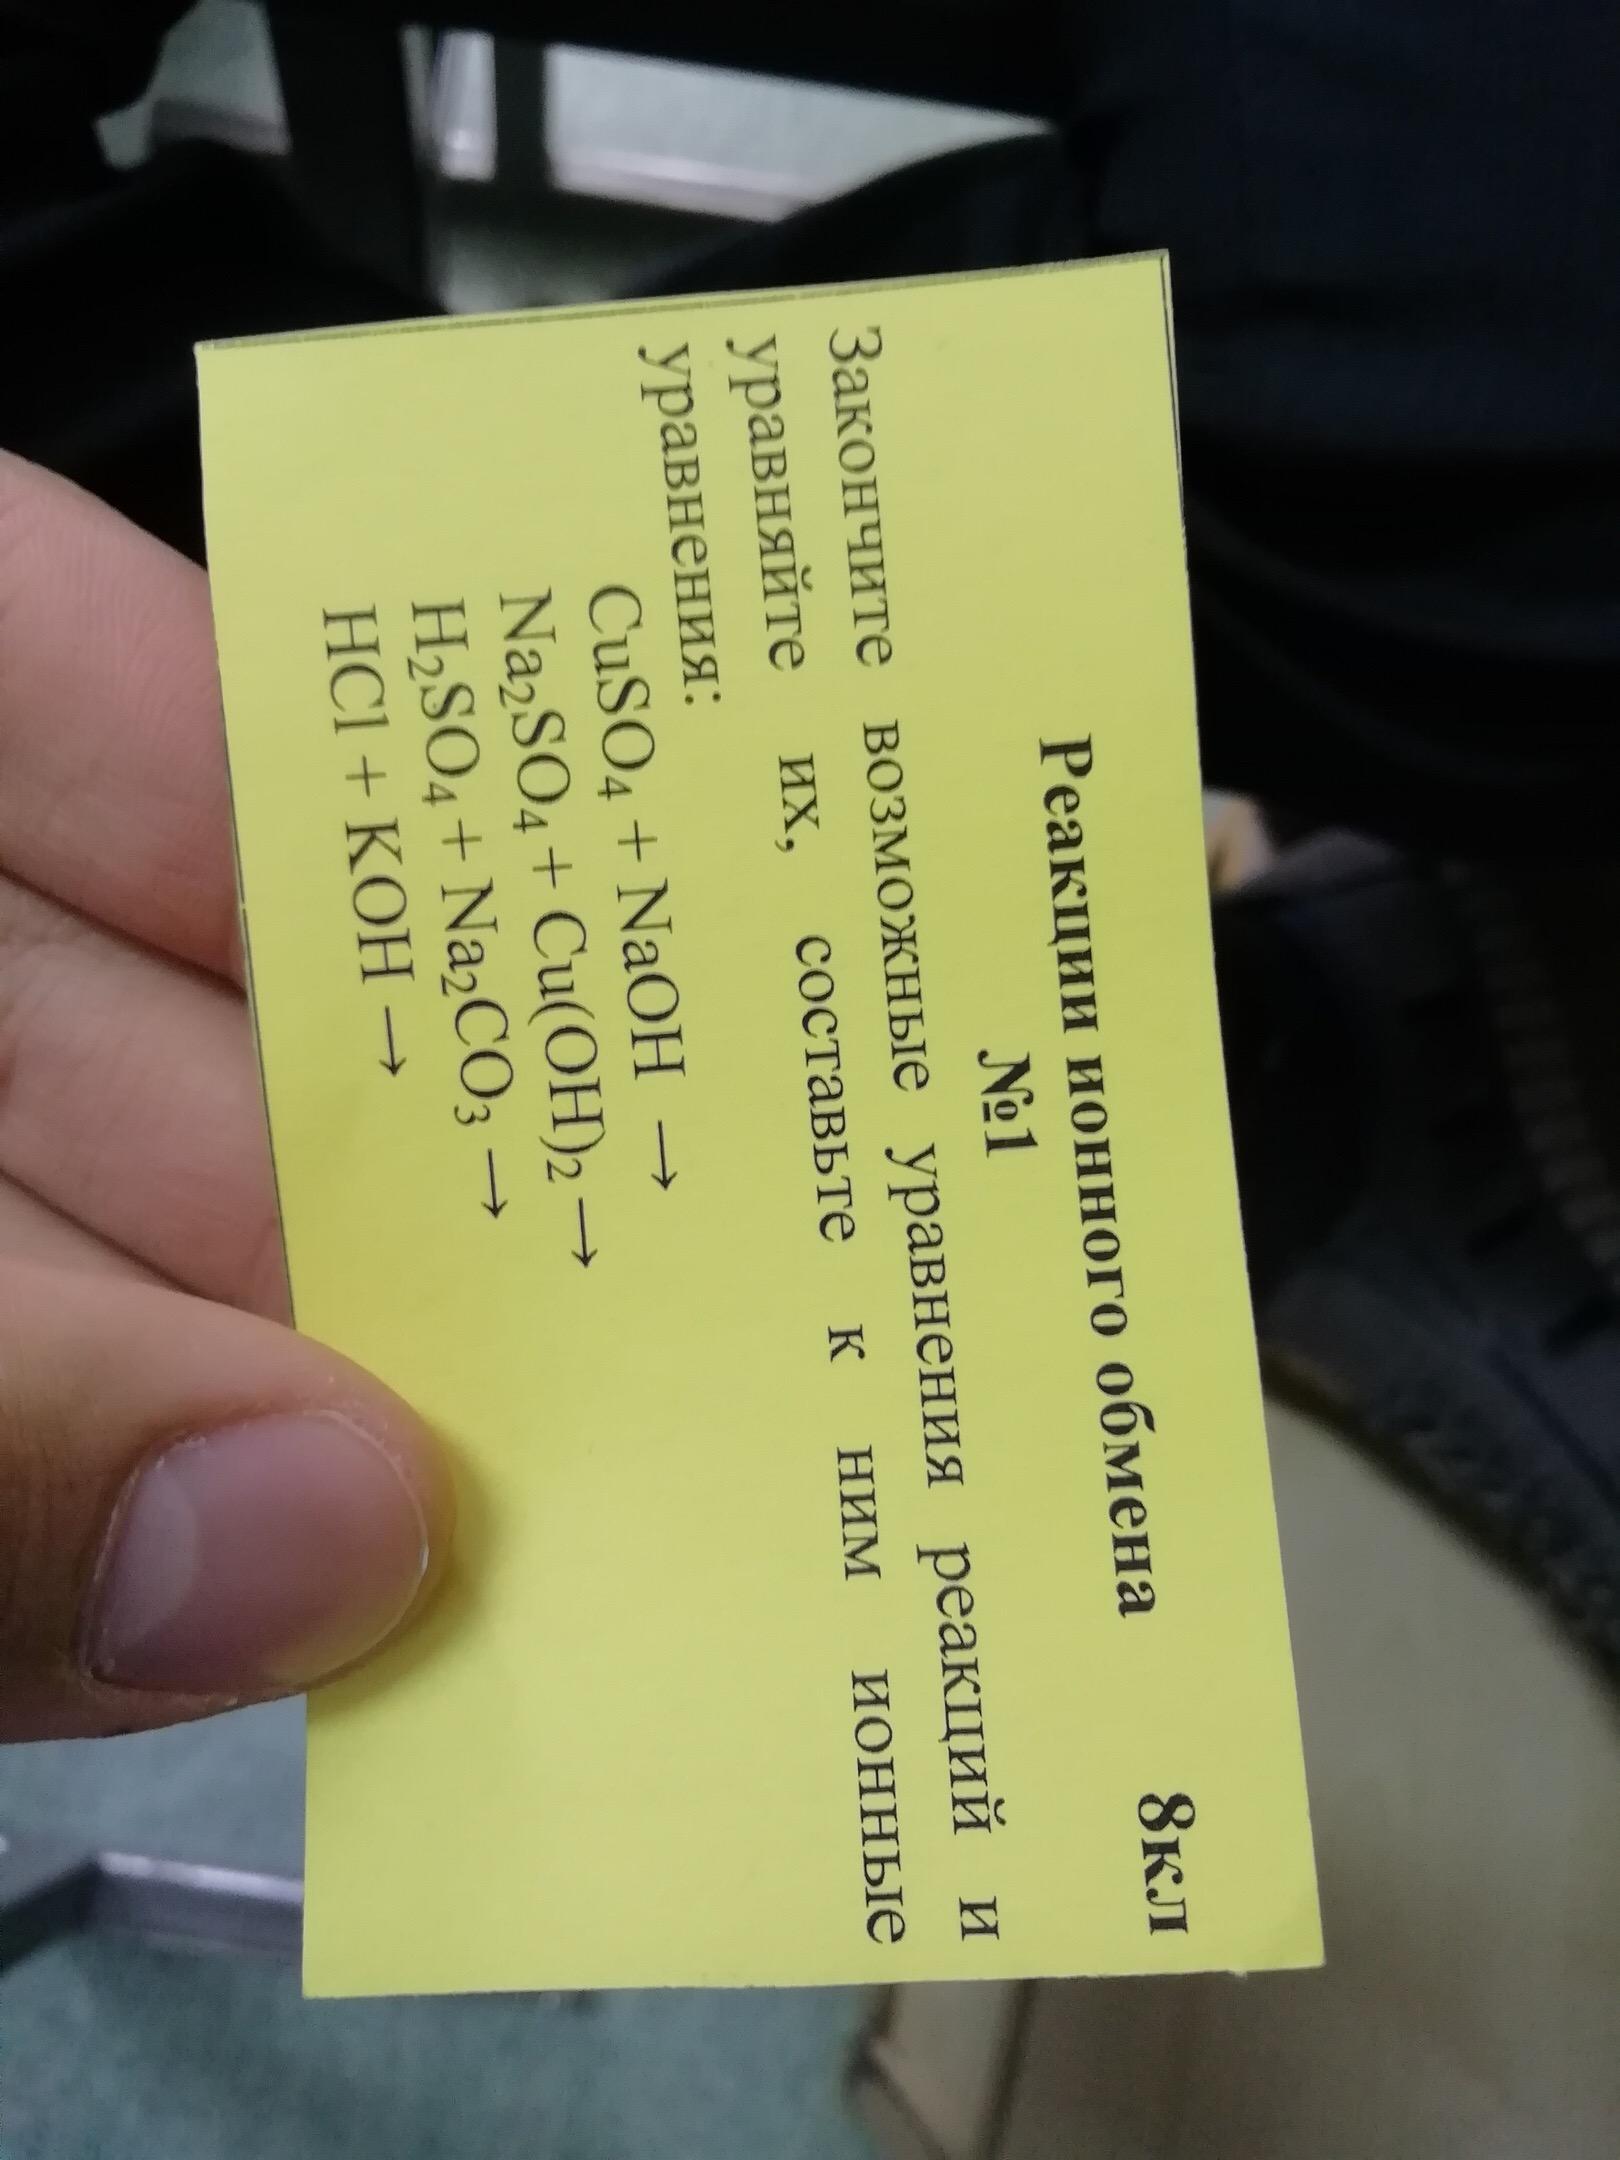 Реакции ионного обмена 8кл
№1
Закончите возможные уравнения реакций и
уравняйте их, составьте к ним ионные
уравнения:
CuSO₄ + NaOH →
Na₂SO₄ + Cu(OH)₂ →
H₂SO₄ + Na₂CO₃ →
HCl + KOH →